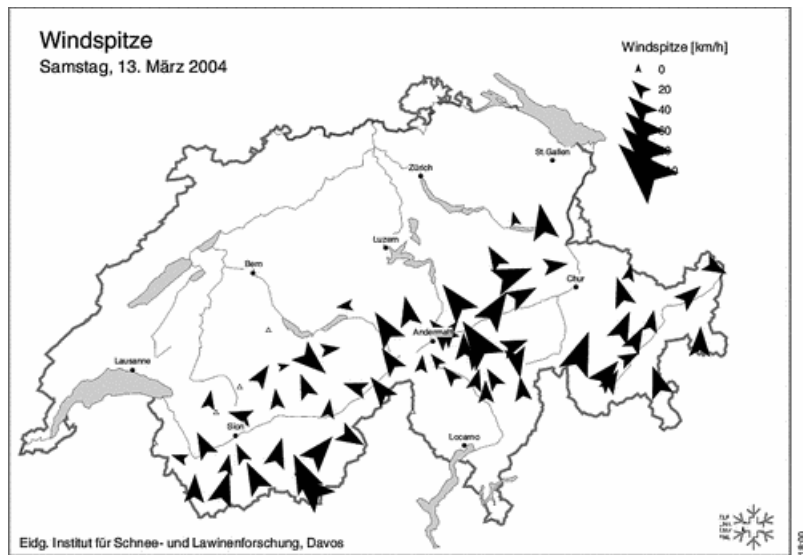 Windspitze
Samstag, 13. März 2004
Windspitze [km/h]
0
20
40
St. Gallen
Zürich
Luzern
Bern
Chur
Andermatt
Lausanne
Sion
Locarno
Eidg. Institut für Schnee- und Lawinenforschung, Davos